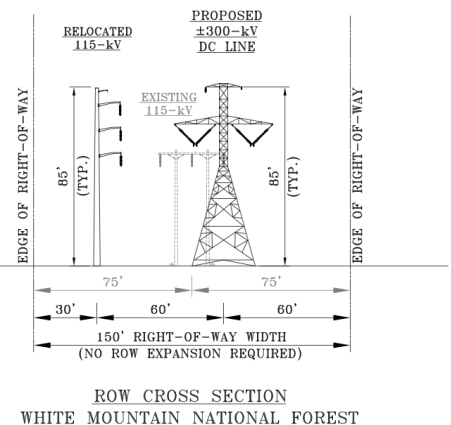 PROPOSED
±300-kV
DC LINE
RELOCATED
115-kV
EXISTING
115-kV
EDGE OF RIGHT-OF-WAY
85'
(TYP.)
85'
(TYP.)
EDGE OF RIGHT-OF-WAY
75'
75'
30'
60'
60'
150' RIGHT-OF-WAY WIDTH
(NO ROW EXPANSION REQUIRED)
ROW CROSS SECTION
WHITE MOUNTAIN NATIONAL FOREST